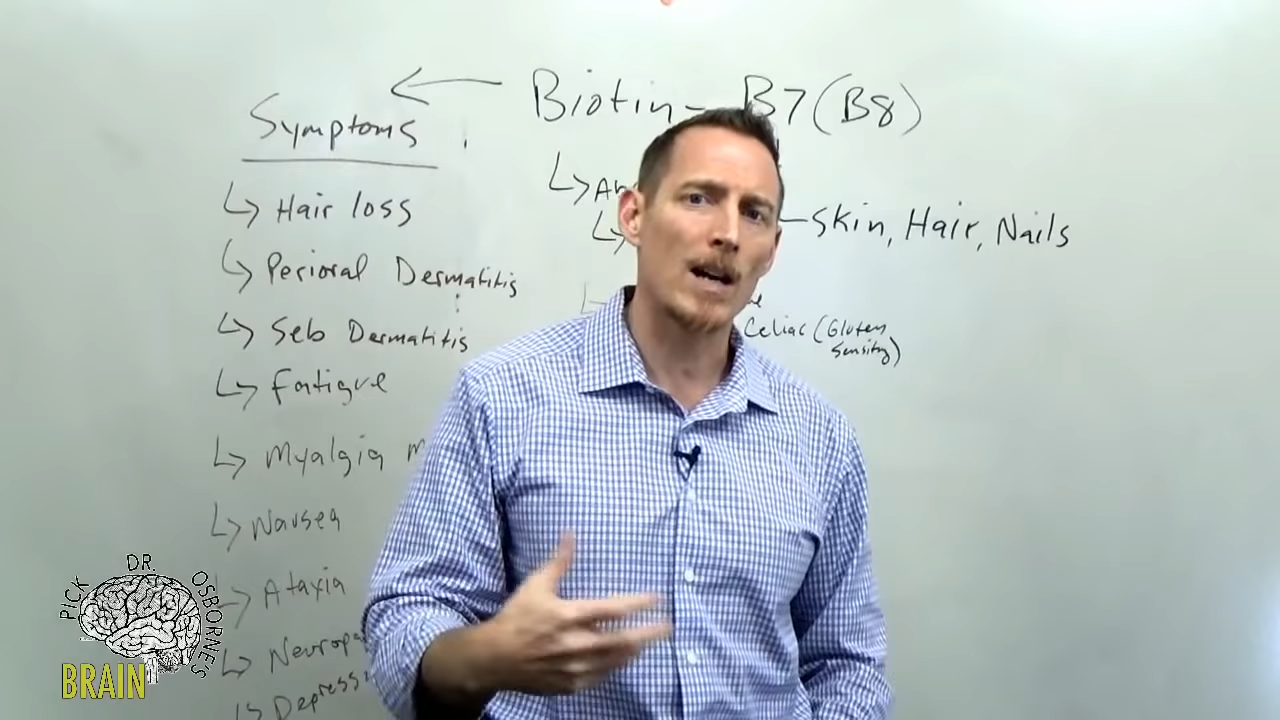 Biotin - B7 (B8)
Symptoms
↳ Hair loss
↳ Perioral Dermatitis
↳ Seb Dermatitis
↳ Fatigue
↳ Myalgia
↳ Nausea
↳ Ataxia
↳
↳
Skin, Hair, Nails
Celiac (Gluten
Sensitivity)
PICK DR. OSBORNES
BRAIN